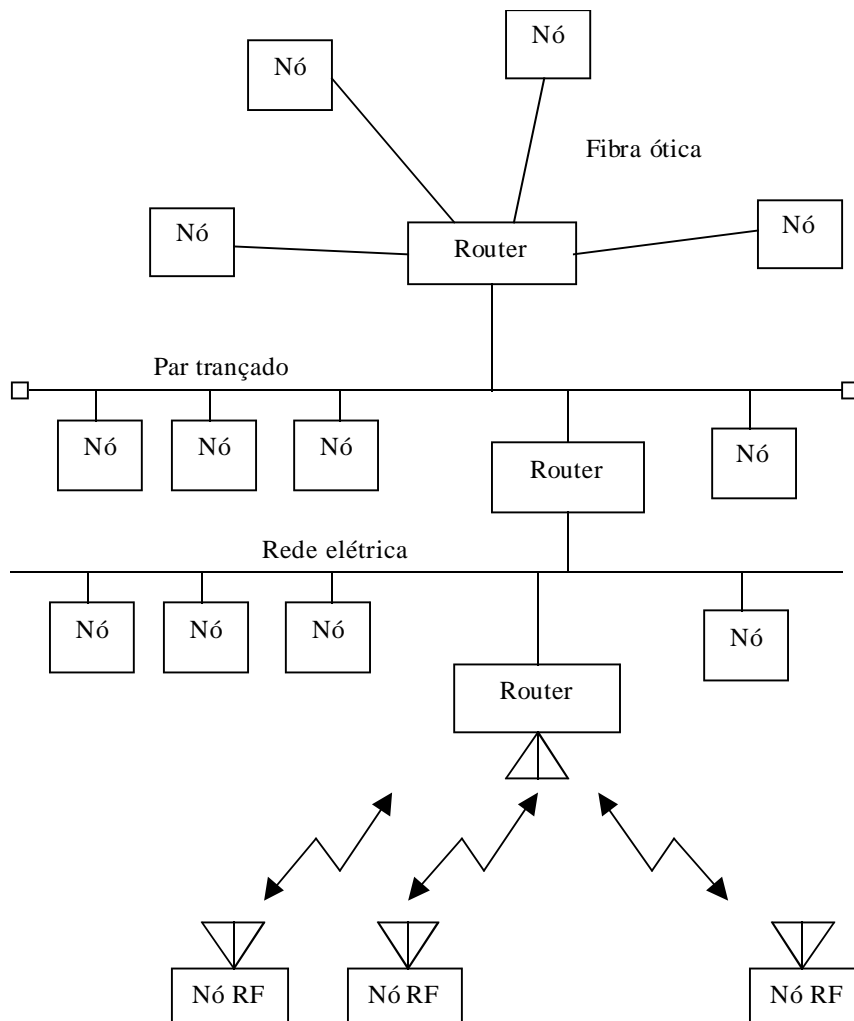 Nó
Nó
Fibra ótica
Nó
Nó
Router
Par trançado
Nó
Nó
Nó
Nó
Router
Rede elétrica
Nó
Nó
Nó
Nó
Router
Nó RF
Nó RF
Nó RF